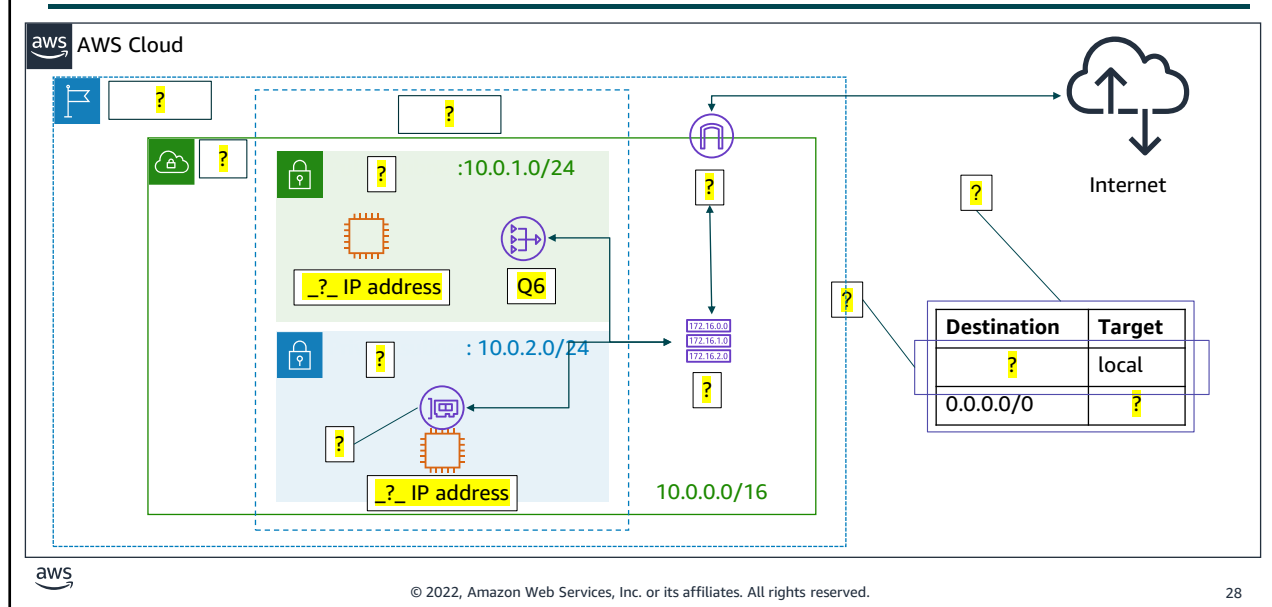 aws AWS Cloud
?
?
?
?
:10.0.1.0/24
_?_ IP address
Q6
?
: 10.0.2.0/24
?
_?_ IP address
?
172.16.0.0
172.16.1.0
172.16.2.0
?
10.0.0.0/16
Internet
?
?
Destination Target
? local
0.0.0.0/0 ?
aws
© 2022, Amazon Web Services, Inc. or its affiliates. All rights reserved.
28